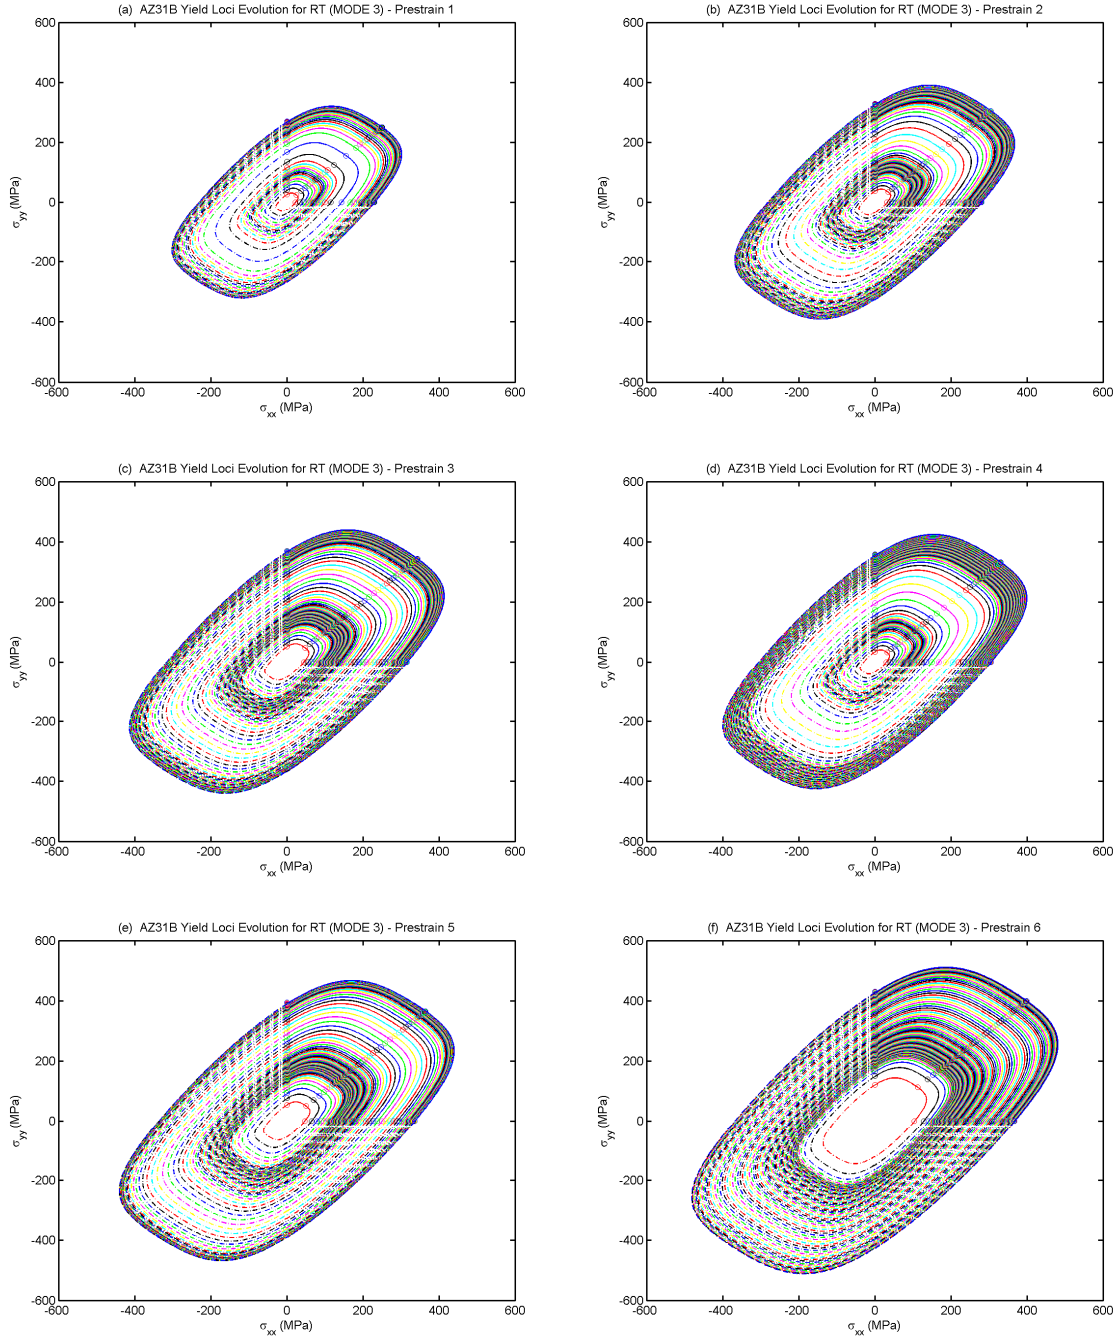 (a) AZ31B Yield Loci Evolution for RT (MODE 3) - Prestrain 1
600
400
200
0
-200
-400
-600
σyy (MPa)
-600 -400 -200 0 200 400 600
σxx (MPa)
(b) AZ31B Yield Loci Evolution for RT (MODE 3) - Prestrain 2
600
400
200
0
-200
-400
-600
σyy (MPa)
-600 -400 -200 0 200 400 600
σxx (MPa)
(c) AZ31B Yield Loci Evolution for RT (MODE 3) - Prestrain 3
600
400
200
0
-200
-400
-600
σyy (MPa)
-600 -400 -200 0 200 400 600
σxx (MPa)
(d) AZ31B Yield Loci Evolution for RT (MODE 3) - Prestrain 4
600
400
200
0
-200
-400
-600
σyy (MPa)
-600 -400 -200 0 200 400 600
σxx (MPa)
(e) AZ31B Yield Loci Evolution for RT (MODE 3) - Prestrain 5
600
400
200
0
-200
-400
-600
σyy (MPa)
-600 -400 -200 0 200 400 600
σxx (MPa)
(f) AZ31B Yield Loci Evolution for RT (MODE 3) - Prestrain 6
600
400
200
0
-200
-400
-600
σyy (MPa)
-600 -400 -200 0 200 400 600
σxx (MPa)